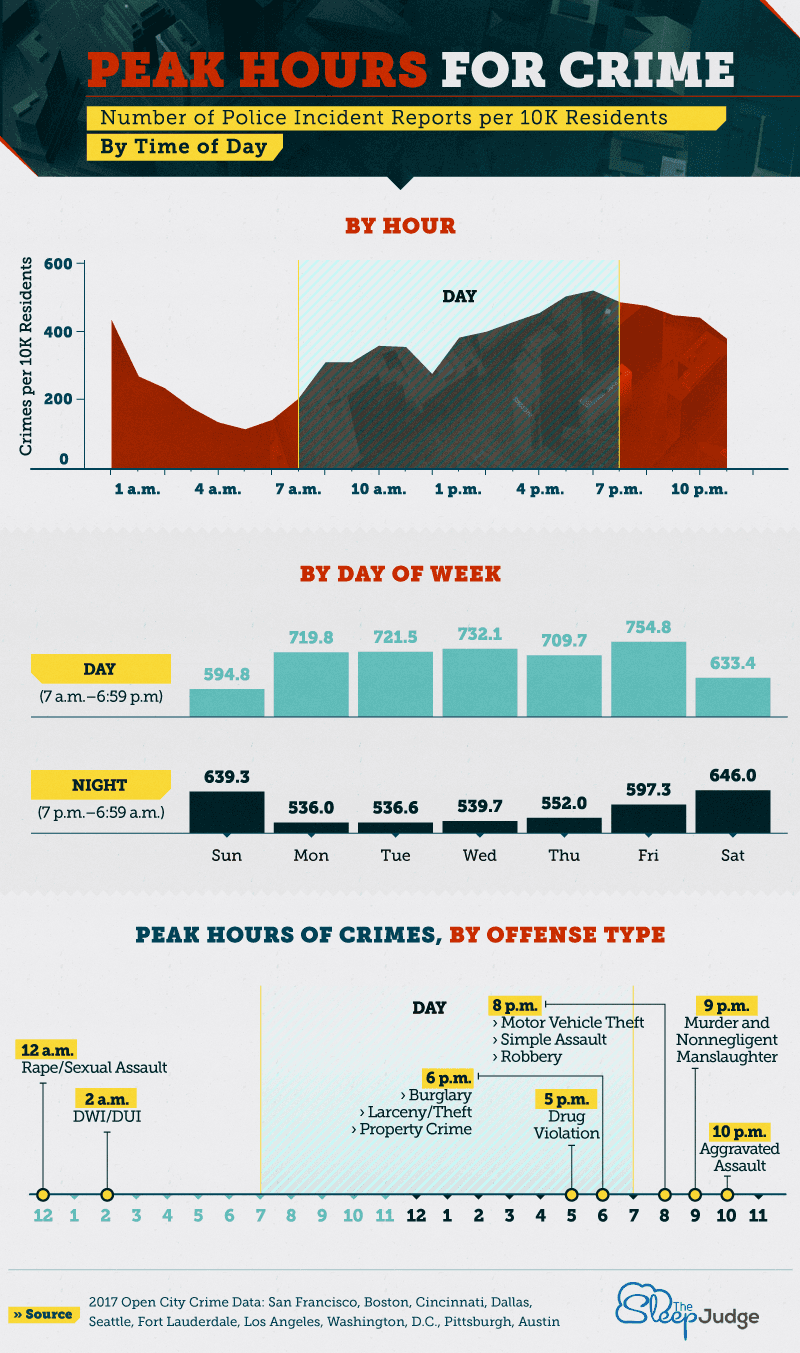 PEAK HOURS FOR CRIME
Number of Police Incident Reports per 10K Residents
By Time of Day
BY HOUR
Crimes per 10K Residents
600
400
200
0
DAY
1 a.m. 4 a.m. 7 a.m. 10 a.m. 1 p.m. 4 p.m. 7 p.m. 10 p.m.
BY DAY OF WEEK
DAY
(7 a.m.–6:59 p.m)
594.8 719.8 721.5 732.1 709.7 754.8 633.4
NIGHT
(7 p.m.–6:59 a.m.)
639.3 536.0 536.6 539.7 552.0 597.3 646.0
Sun Mon Tue Wed Thu Fri Sat
PEAK HOURS OF CRIMES, BY OFFENSE TYPE
DAY
12 a.m.
Rape/Sexual Assault
2 a.m.
DWI/DUI
6 p.m.
› Burglary
› Larceny/Theft
› Property Crime
8 p.m.
› Motor Vehicle Theft
› Simple Assault
› Robbery
5 p.m.
Drug
Violation
9 p.m.
Murder and
Nonnegligent
Manslaughter
10 p.m.
Aggravated
Assault
12 1 2 3 4 5 6 7 8 9 10 11 12 1 2 3 4 5 6 7 8 9 10 11
» Source
2017 Open City Crime Data: San Francisco, Boston, Cincinnati, Dallas,
Seattle, Fort Lauderdale, Los Angeles, Washington, D.C., Pittsburgh, Austin
The
SleepJudge